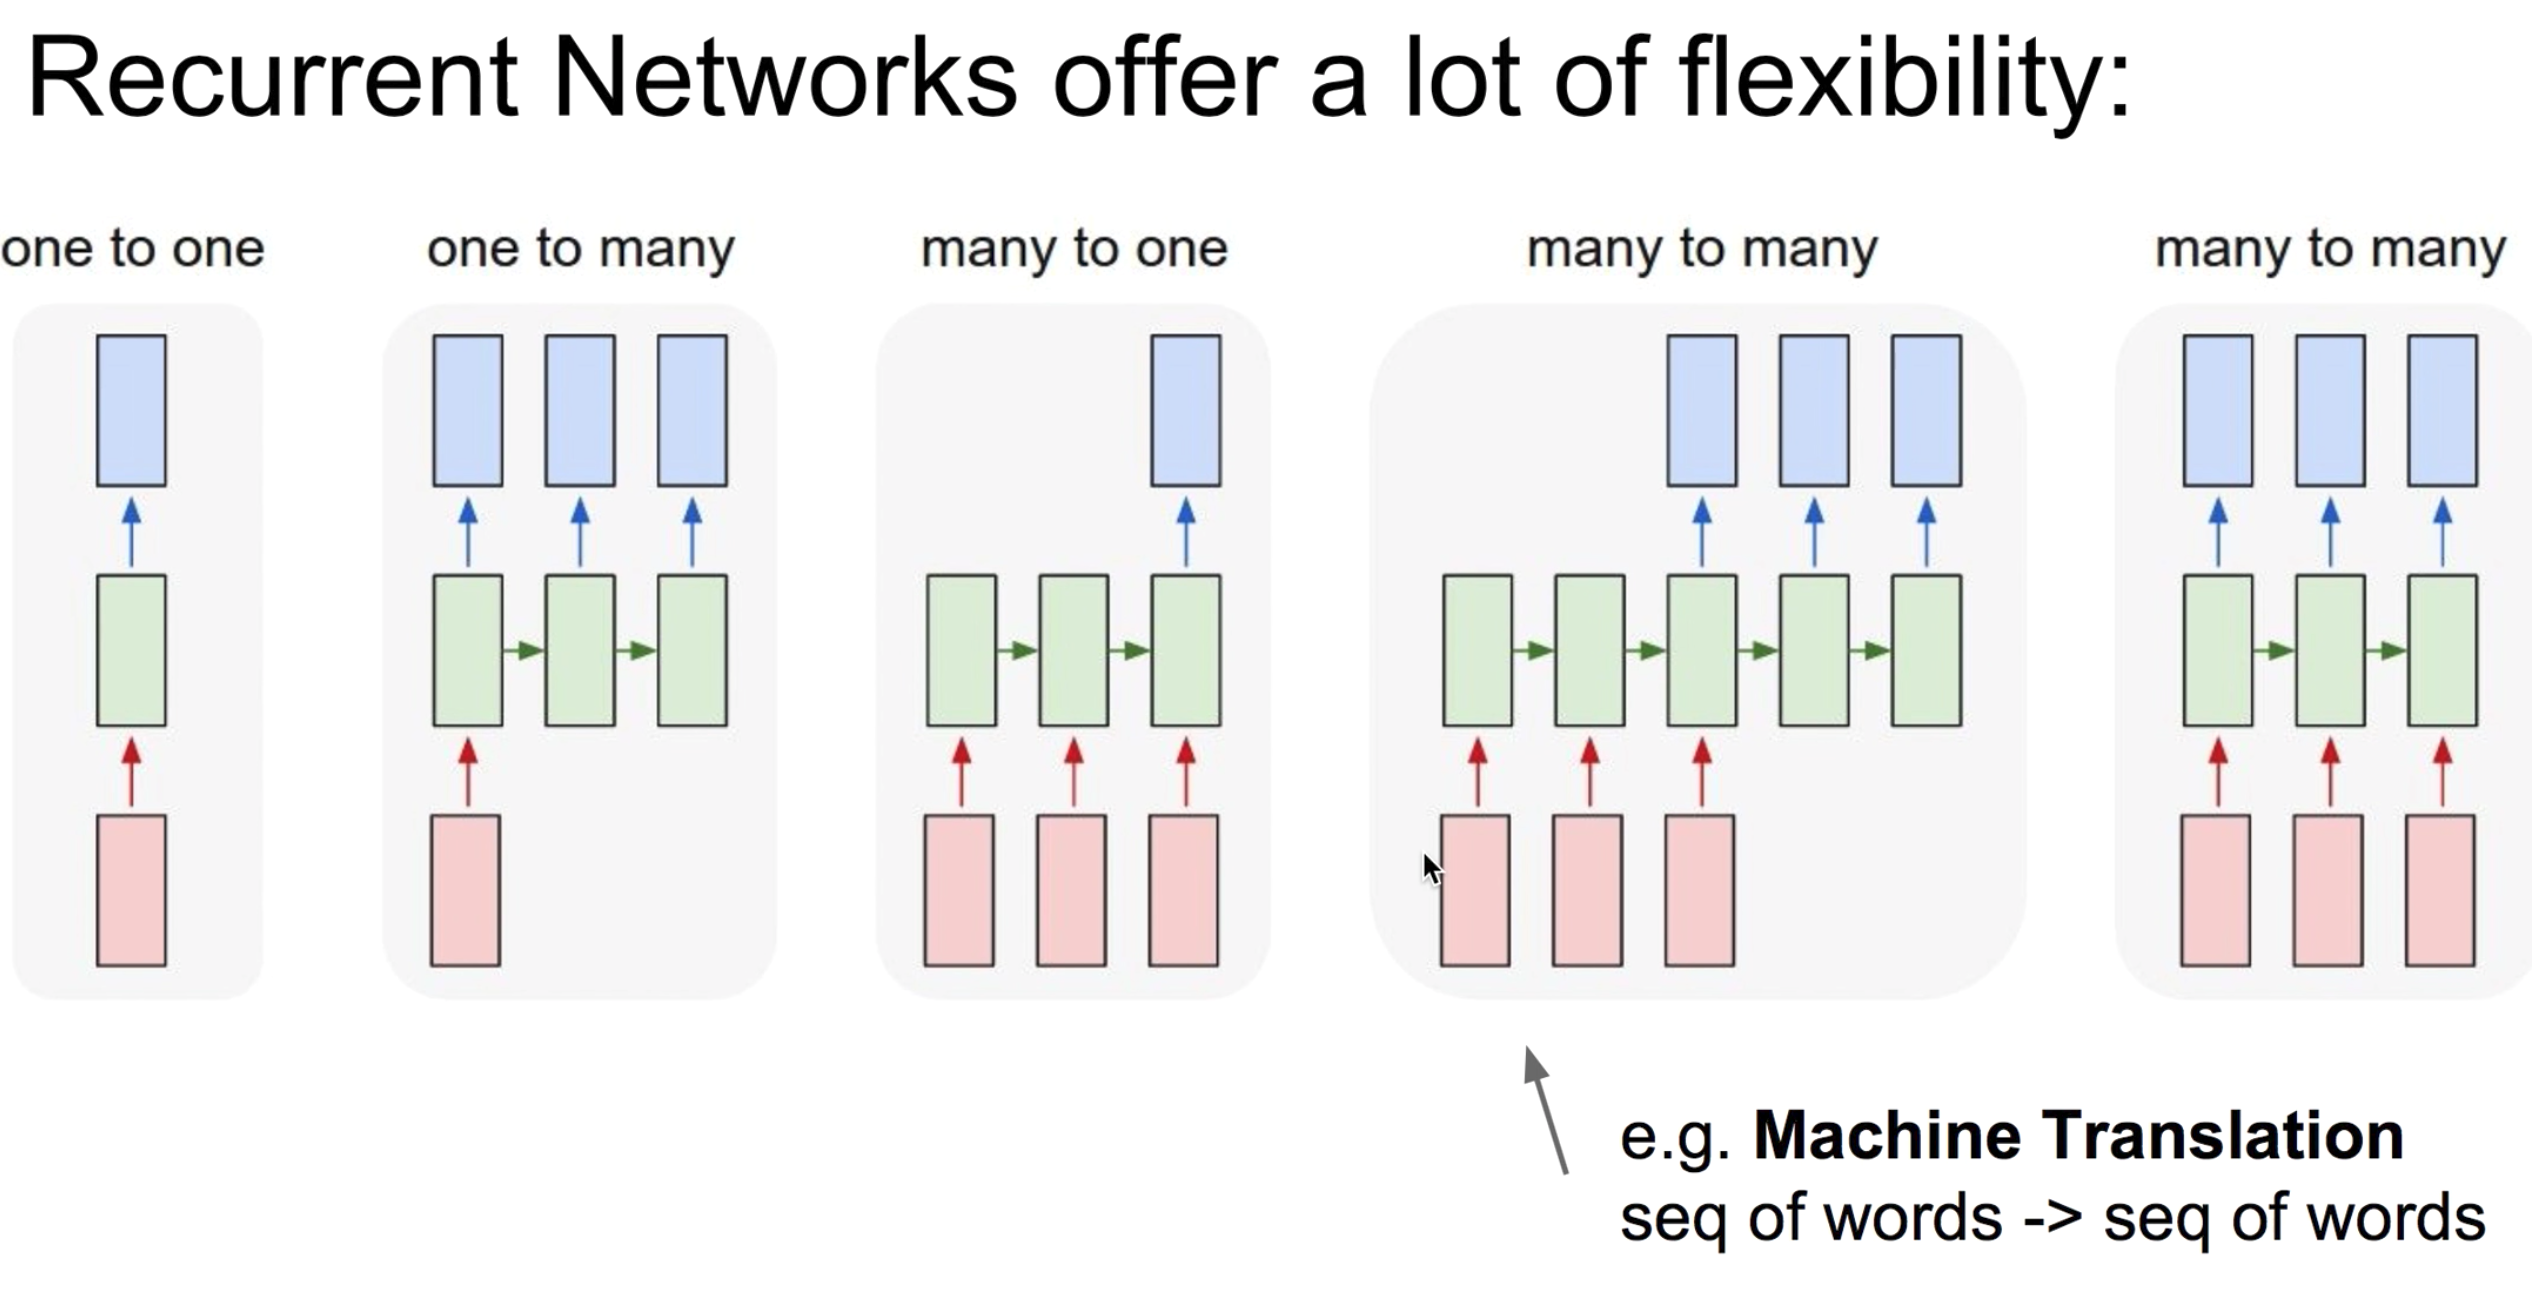 Recurrent Networks offer a lot of flexibility:
one to one
one to many
many to one
many to many
many to many
e.g. Machine Translation
seq of words -> seq of words